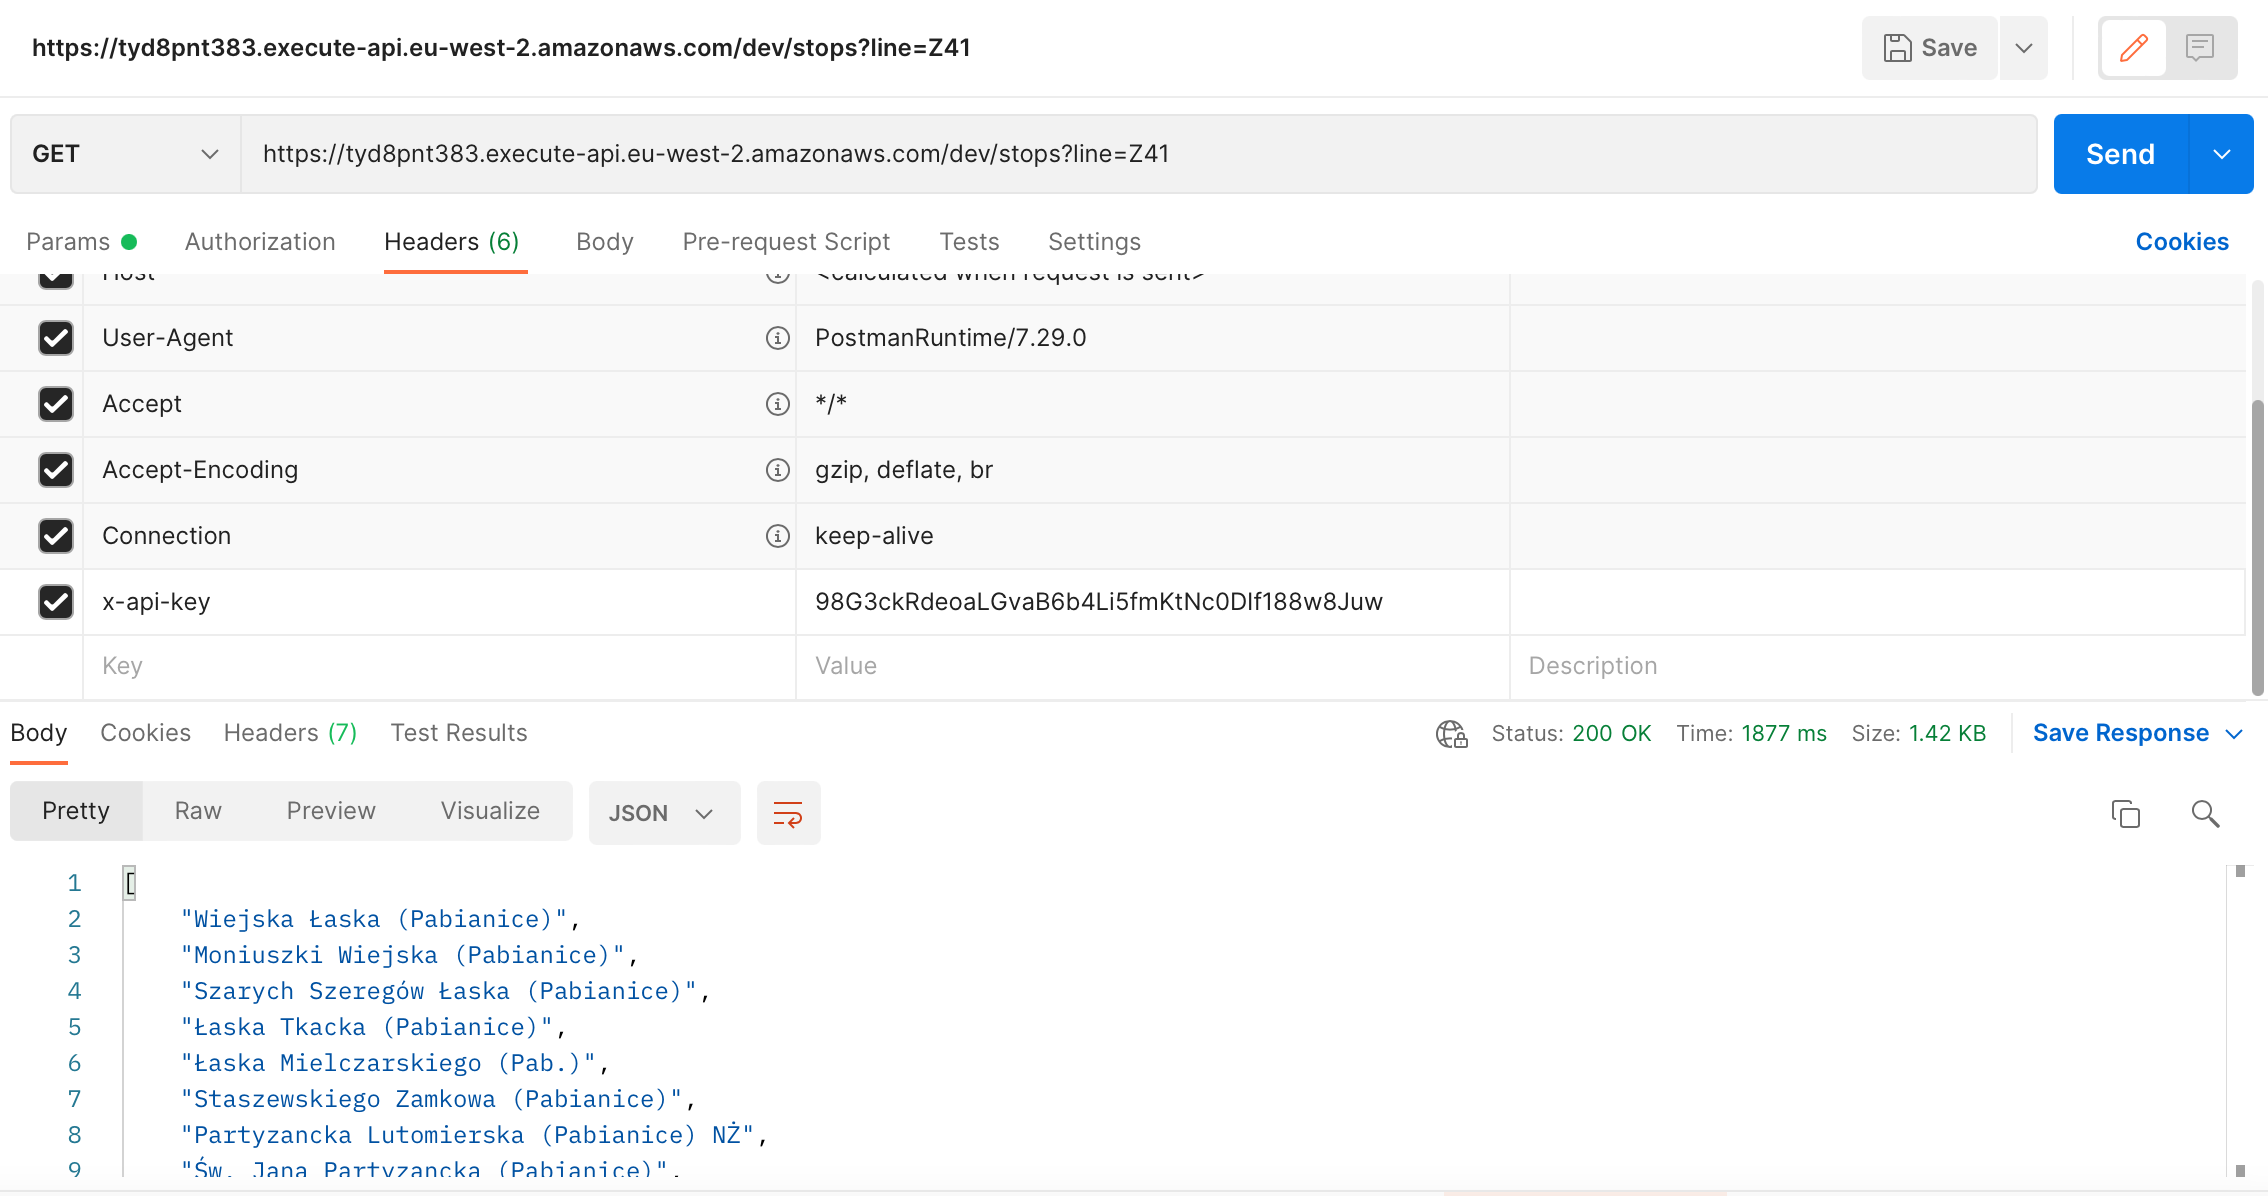 https://tyd8pnt383.execute-api.eu-west-2.amazonaws.com/dev/stops?line=Z41
Save
GET https://tyd8pnt383.execute-api.eu-west-2.amazonaws.com/dev/stops?line=Z41 Send
Params Authorization Headers (6) Body Pre-request Script Tests Settings Cookies
Host <calculated when request is sent>
User-Agent PostmanRuntime/7.29.0
Accept */*
Accept-Encoding gzip, deflate, br
Connection keep-alive
x-api-key 98G3ckRdeoaLGvaB6b4Li5fmKtNc0DIf188w8Juw
Key Value Description
Body Cookies Headers (7) Test Results Status: 200 OK Time: 1877 ms Size: 1.42 KB Save Response
Pretty Raw Preview Visualize JSON
1 [
2 "Wiejska Łaska (Pabianice)",
3 "Moniuszki Wiejska (Pabianice)",
4 "Szarych Szeregów Łaska (Pabianice)",
5 "Łaska Tkacka (Pabianice)",
6 "Łaska Mielczarskiego (Pab.)",
7 "Staszewskiego Zamkowa (Pabianice)",
8 "Partyzancka Lutomierska (Pabianice) NŻ",
9 "Św. Jana Partyzancka (Pabianice)",